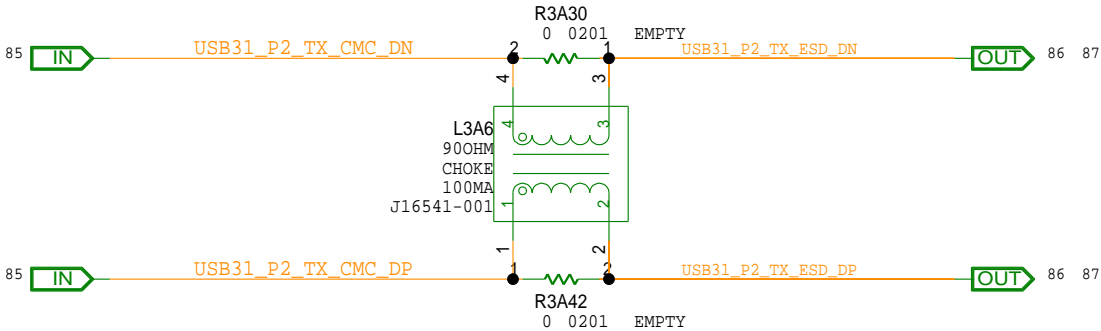 R3A30
0 0201 EMPTY
85 IN USB31_P2_TX_CMC_DN 2 1 USB31_P2_TX_ESD_DN OUT 86 87
4 3
L3A6 4 3
90OHM
CHOKE
100MA
J16541-001 1 2
1 2
85 IN USB31_P2_TX_CMC_DP 1 2 USB31_P2_TX_ESD_DP OUT 86 87
R3A42
0 0201 EMPTY